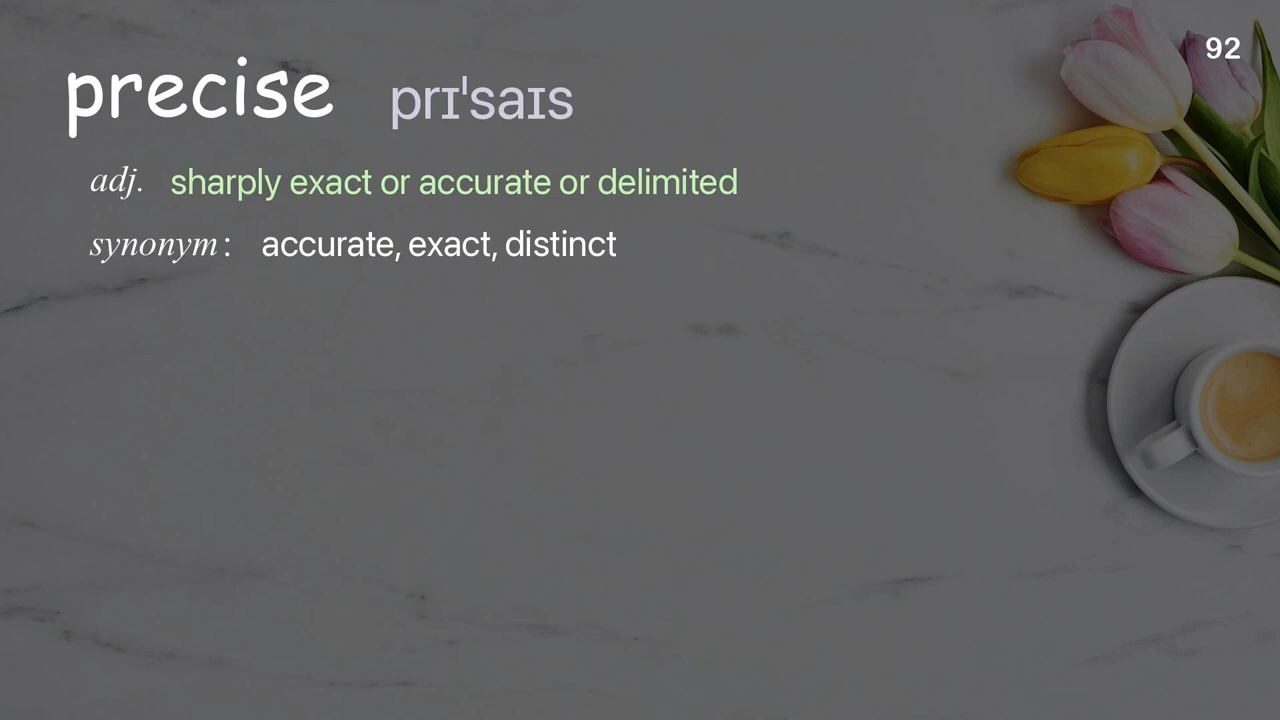 92
precise prɪˈsaɪs
adj. sharply exact or accurate or delimited
synonym: accurate, exact, distinct